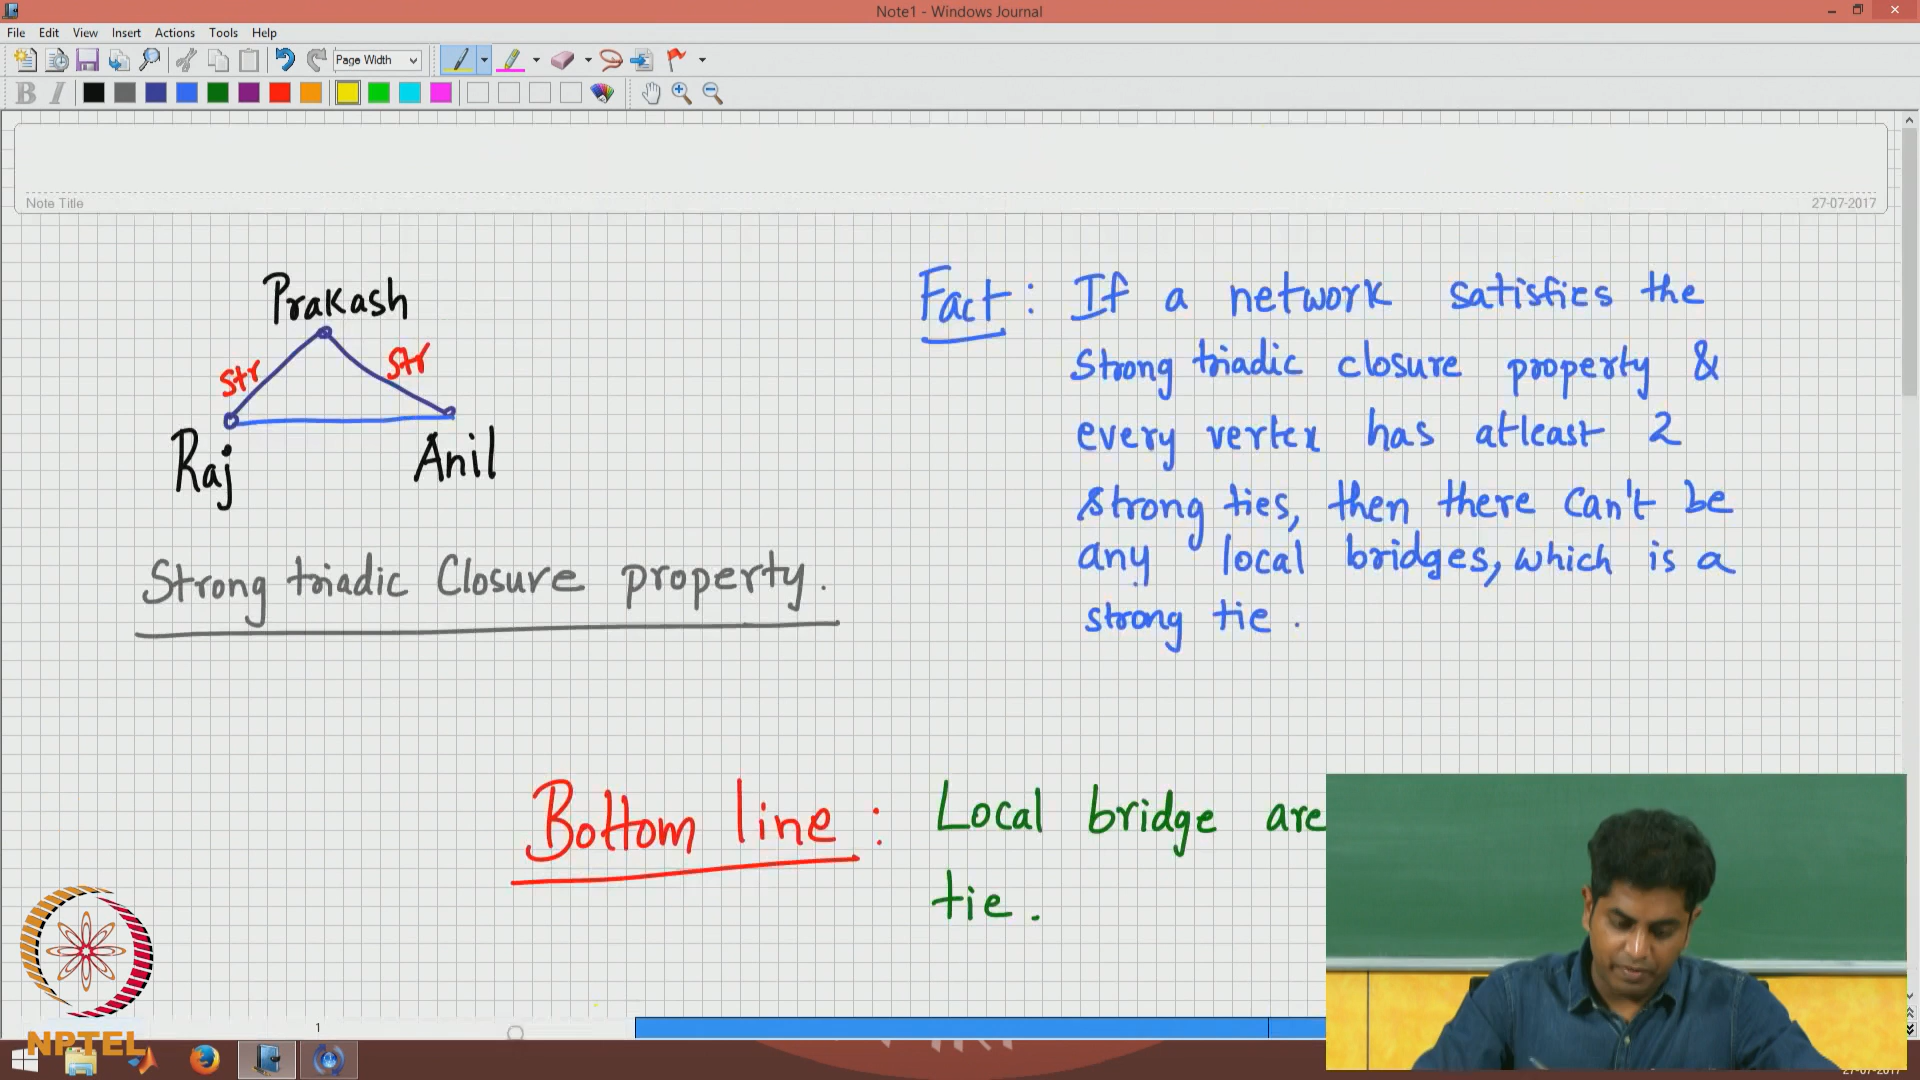 Note1 - Windows Journal
File Edit View Insert Actions Tools Help
Page Width
B I
Note Title
27-07-2017
Prakash
str
str
Raj
Anil
Strong triadic Closure property.
Fact: If a network satisfies the
Strong triadic closure property &
every vertex has atleast 2
strong ties, then there can't be
any local bridges, which is a
strong tie.
Bottom line: Local bridge are
tie.
1
NPTEL
27-07-2017